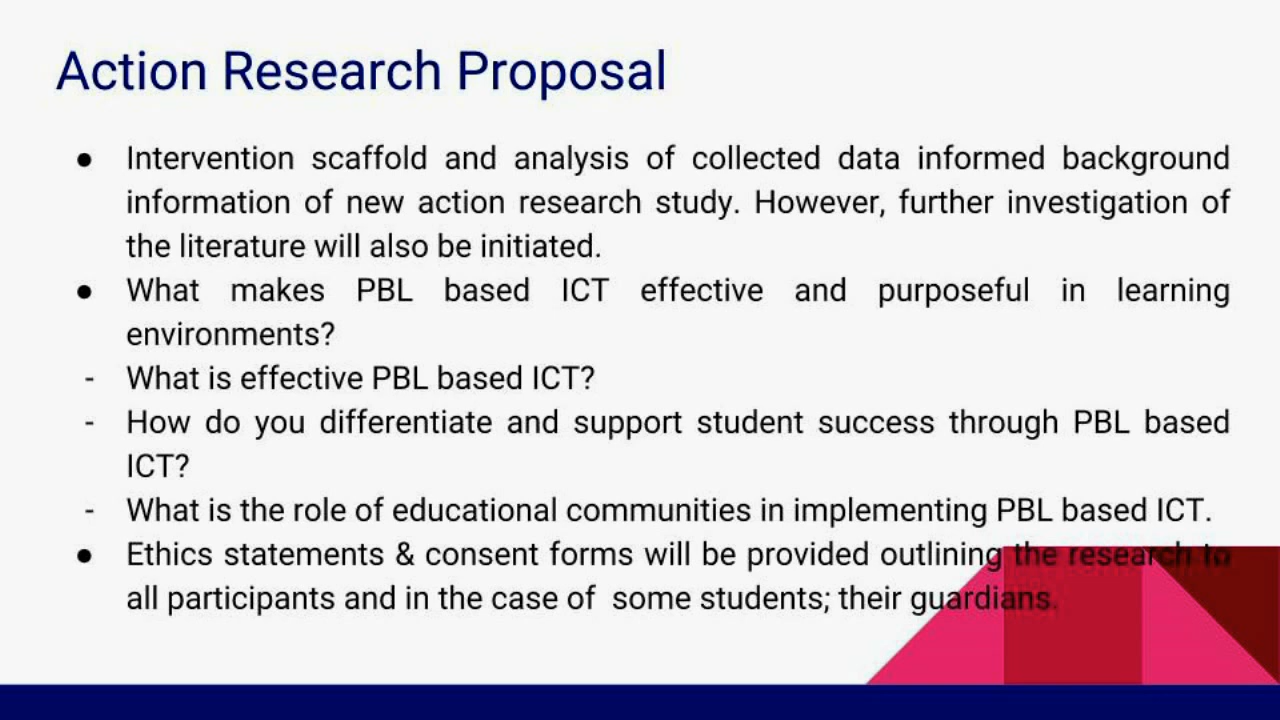 Action Research Proposal
● Intervention scaffold and analysis of collected data informed background
information of new action research study. However, further investigation of
the literature will also be initiated.
● What makes PBL based ICT effective and purposeful in learning
environments?
- What is effective PBL based ICT?
- How do you differentiate and support student success through PBL based
ICT?
- What is the role of educational communities in implementing PBL based ICT.
● Ethics statements & consent forms will be provided outlining the research to
all participants and in the case of  some students; their guardians.